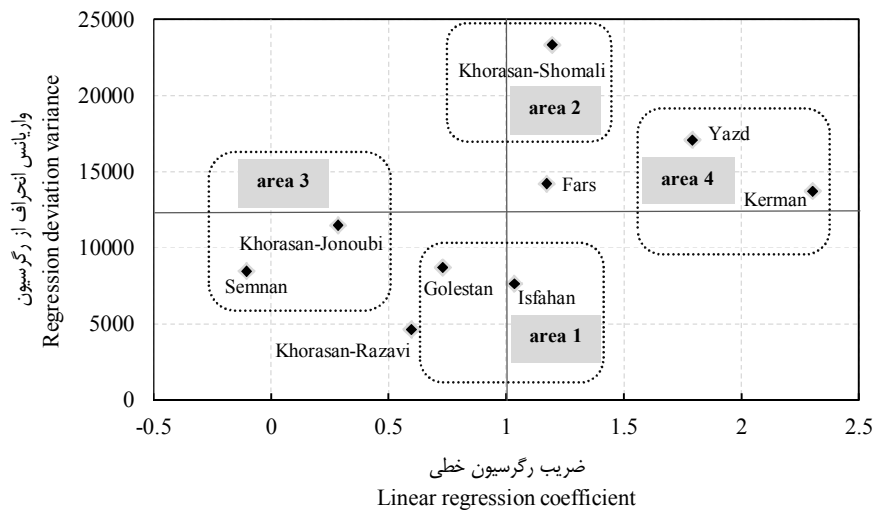 25000
20000
15000
10000
5000
0
-0.5
0
0.5
1
1.5
2
2.5
واریانس انحراف از رگرسیون
Regression deviation variance
Khorasan-Shomali
area 2
Yazd
area 3
area 4
Fars
Kerman
Khorasan-Jonoubi
Semnan
Golestan
Isfahan
Khorasan-Razavi
area 1
ضریب رگرسیون خطی
Linear regression coefficient